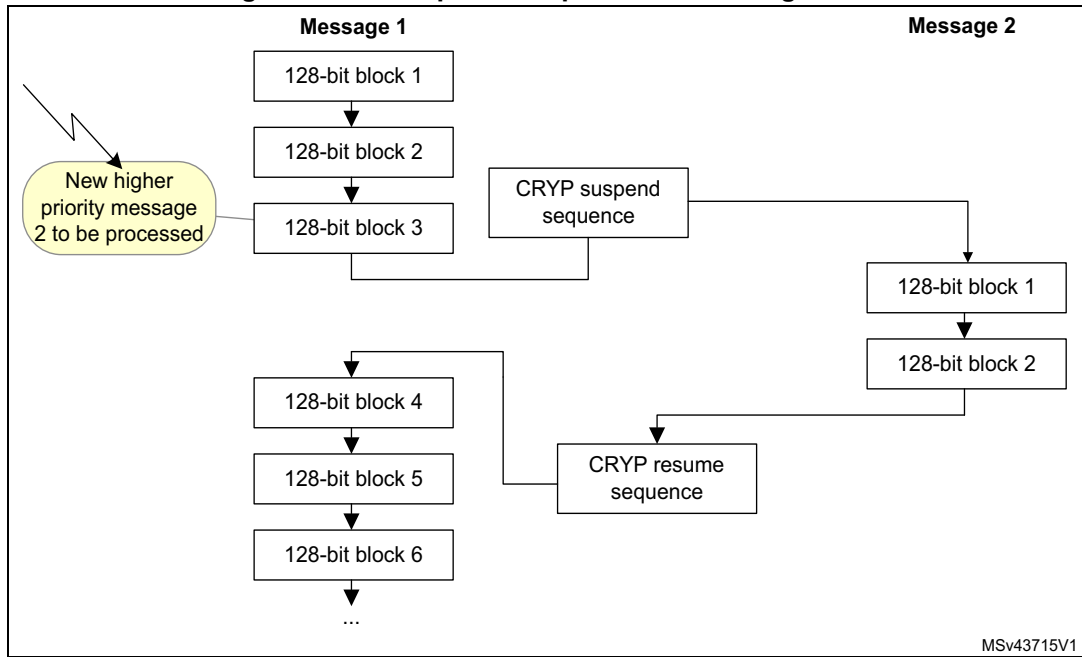 Message 1
Message 2
128-bit block 1
128-bit block 2
New higher
priority message
2 to be processed
128-bit block 3
CRYP suspend
sequence
128-bit block 1
128-bit block 2
128-bit block 4
CRYP resume
sequence
128-bit block 5
128-bit block 6
...
MSv43715V1